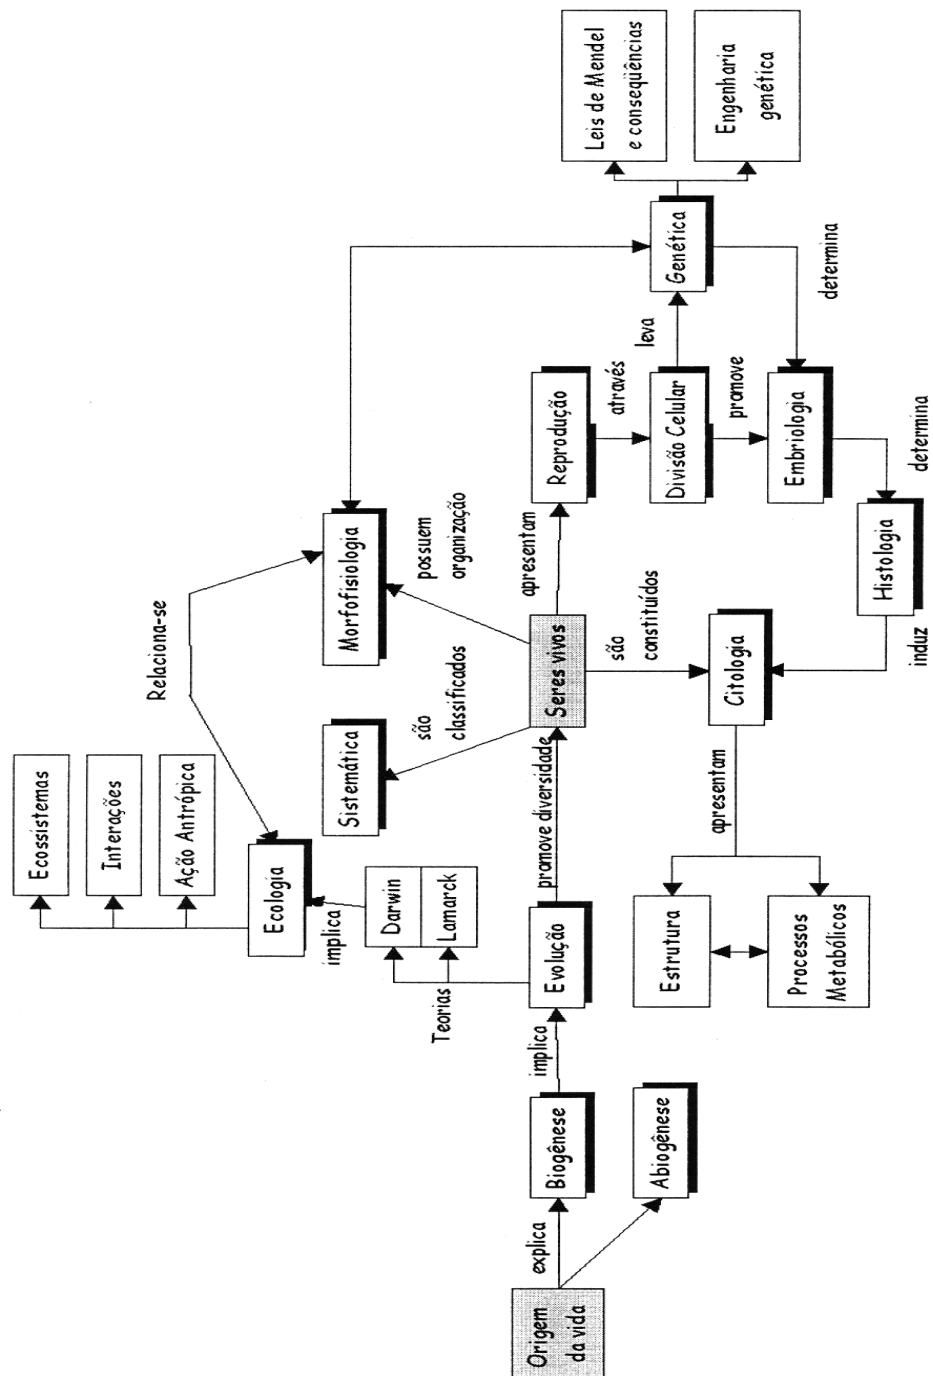 Ecossistemas
Interações
Relaciona-se
Ação Antrópica
Ecologia
implica
Sistemática
Morfofisiologia
Darwin
Teorias
Lamarck
são
classificados
possuem
organização
explica
implica
promove diversidade
apresentam
Origem
da vida
Biogênese
Evolução
Seres vivos
Reprodução
Leis de Mendel
e conseqüências
são
constituídos
através
leva
Abiogênese
Estrutura
Divisão Celular
Genética
apresentam
Citologia
promove
Engenharia
genética
Processos
Metabólicos
Embriologia
determina
Histologia
induz
determina